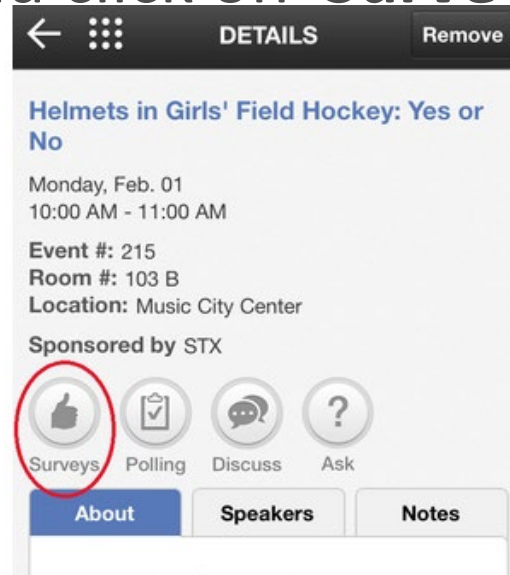 DETAILS Remove
Helmets in Girls' Field Hockey: Yes or
No
Monday, Feb. 01
10:00 AM - 11:00 AM
Event #: 215
Room #: 103 B
Location: Music City Center
Sponsored by STX
Surveys Polling Discuss Ask
About Speakers Notes